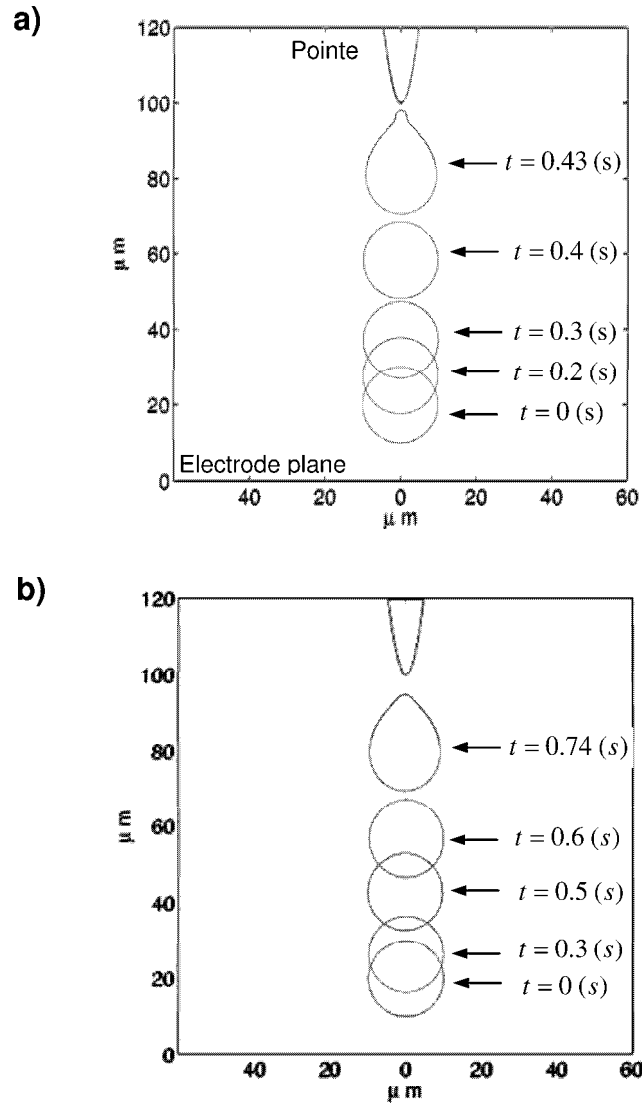 a)
120
100
80
60
40
20
0
μm
Pointe
t = 0.43 (s)
t = 0.4 (s)
t = 0.3 (s)
t = 0.2 (s)
t = 0 (s)
Electrode plane
40 20 0 20 40 60
μ m
b)
120
100
80
60
40
20
0
μ m
t = 0.74 (s)
t = 0.6 (s)
t = 0.5 (s)
t = 0.3 (s)
t = 0 (s)
40 20 0 20 40 60
μ m